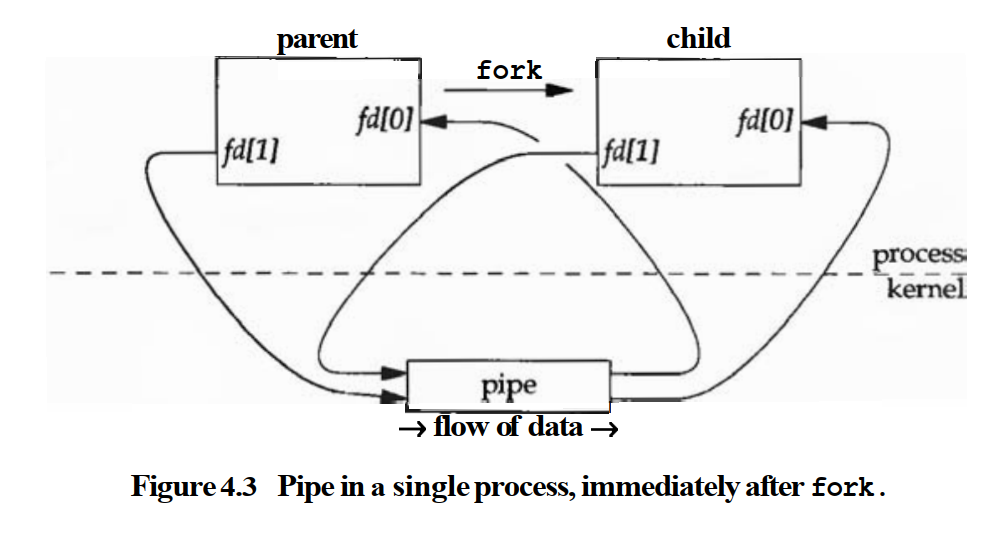 parent
child
fork
fd[0]
fd[0]
fd[1]
fd[1]
process
kernel
pipe
→ flow of data →
Figure 4.3 Pipe in a single process, immediately after fork.